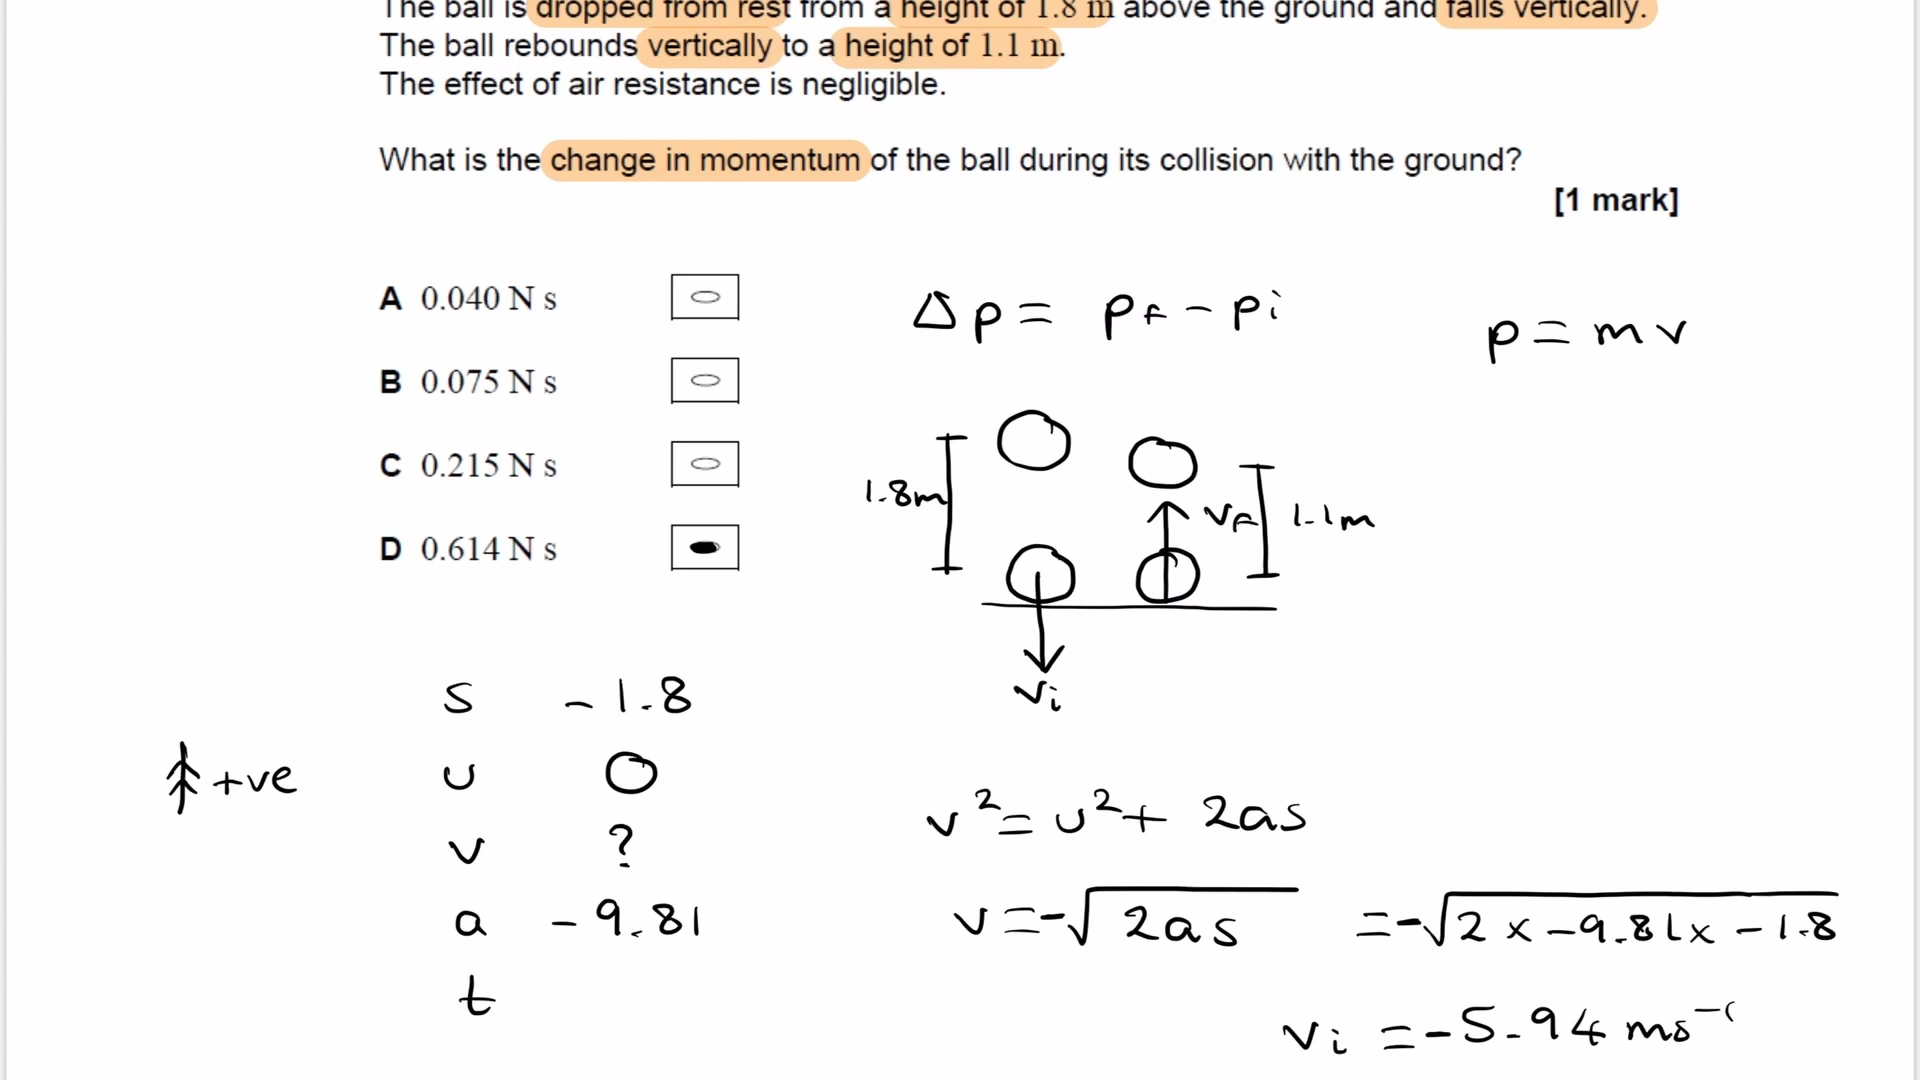 The ball is dropped from rest from a height of 1.8 m above the ground and falls vertically.
The ball rebounds vertically to a height of 1.1 m.
The effect of air resistance is negligible.
What is the change in momentum of the ball during its collision with the ground?
[1 mark]
A 0.040 N s
B 0.075 N s
C 0.215 N s
D 0.614 N s
Δp = pF - pi
p = mv
1.8m
vF
1.1m
vi
+ve
s -1.8
u 0
v ?
a -9.81
t
v² = u² + 2as
v = -√2as = -√2 x -9.81 x -1.8
vi = -5.94 ms⁻¹